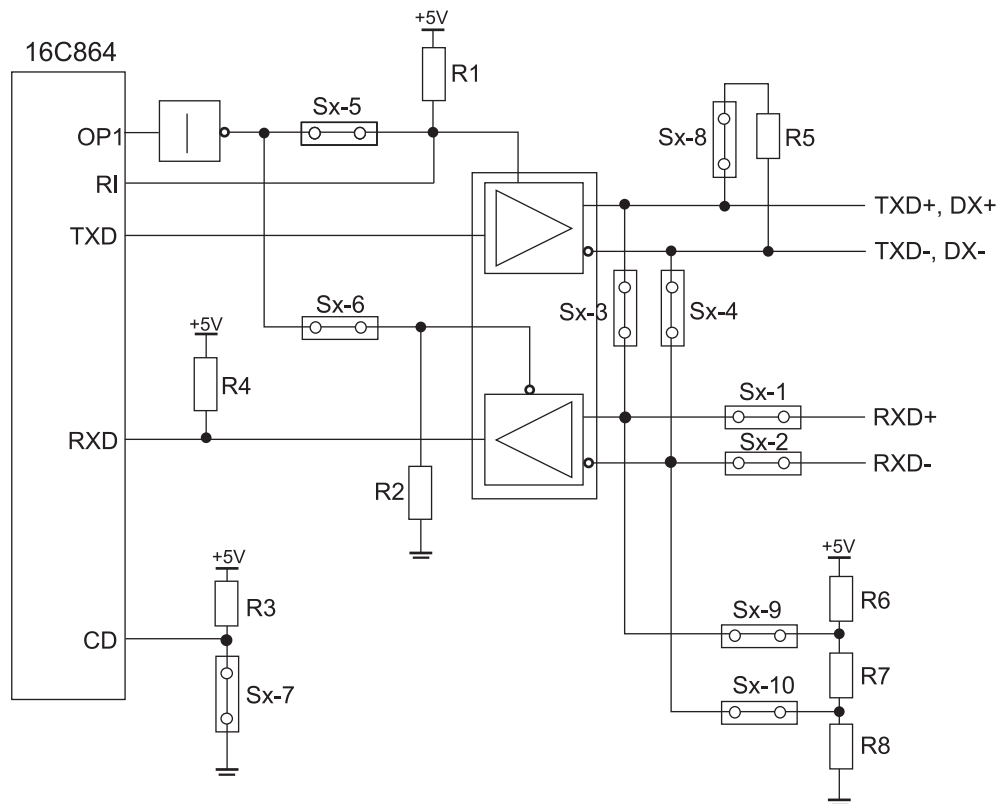 +5V
16C864
R1
Sx-5
OP1
Sx-8
R5
RI
TXD+, DX+
TXD
TXD-, DX-
Sx-6
Sx-3
Sx-4
+5V
R4
Sx-1
RXD+
RXD
Sx-2
RXD-
R2
+5V
+5V
R3
Sx-9
R6
CD
R7
Sx-7
Sx-10
R8